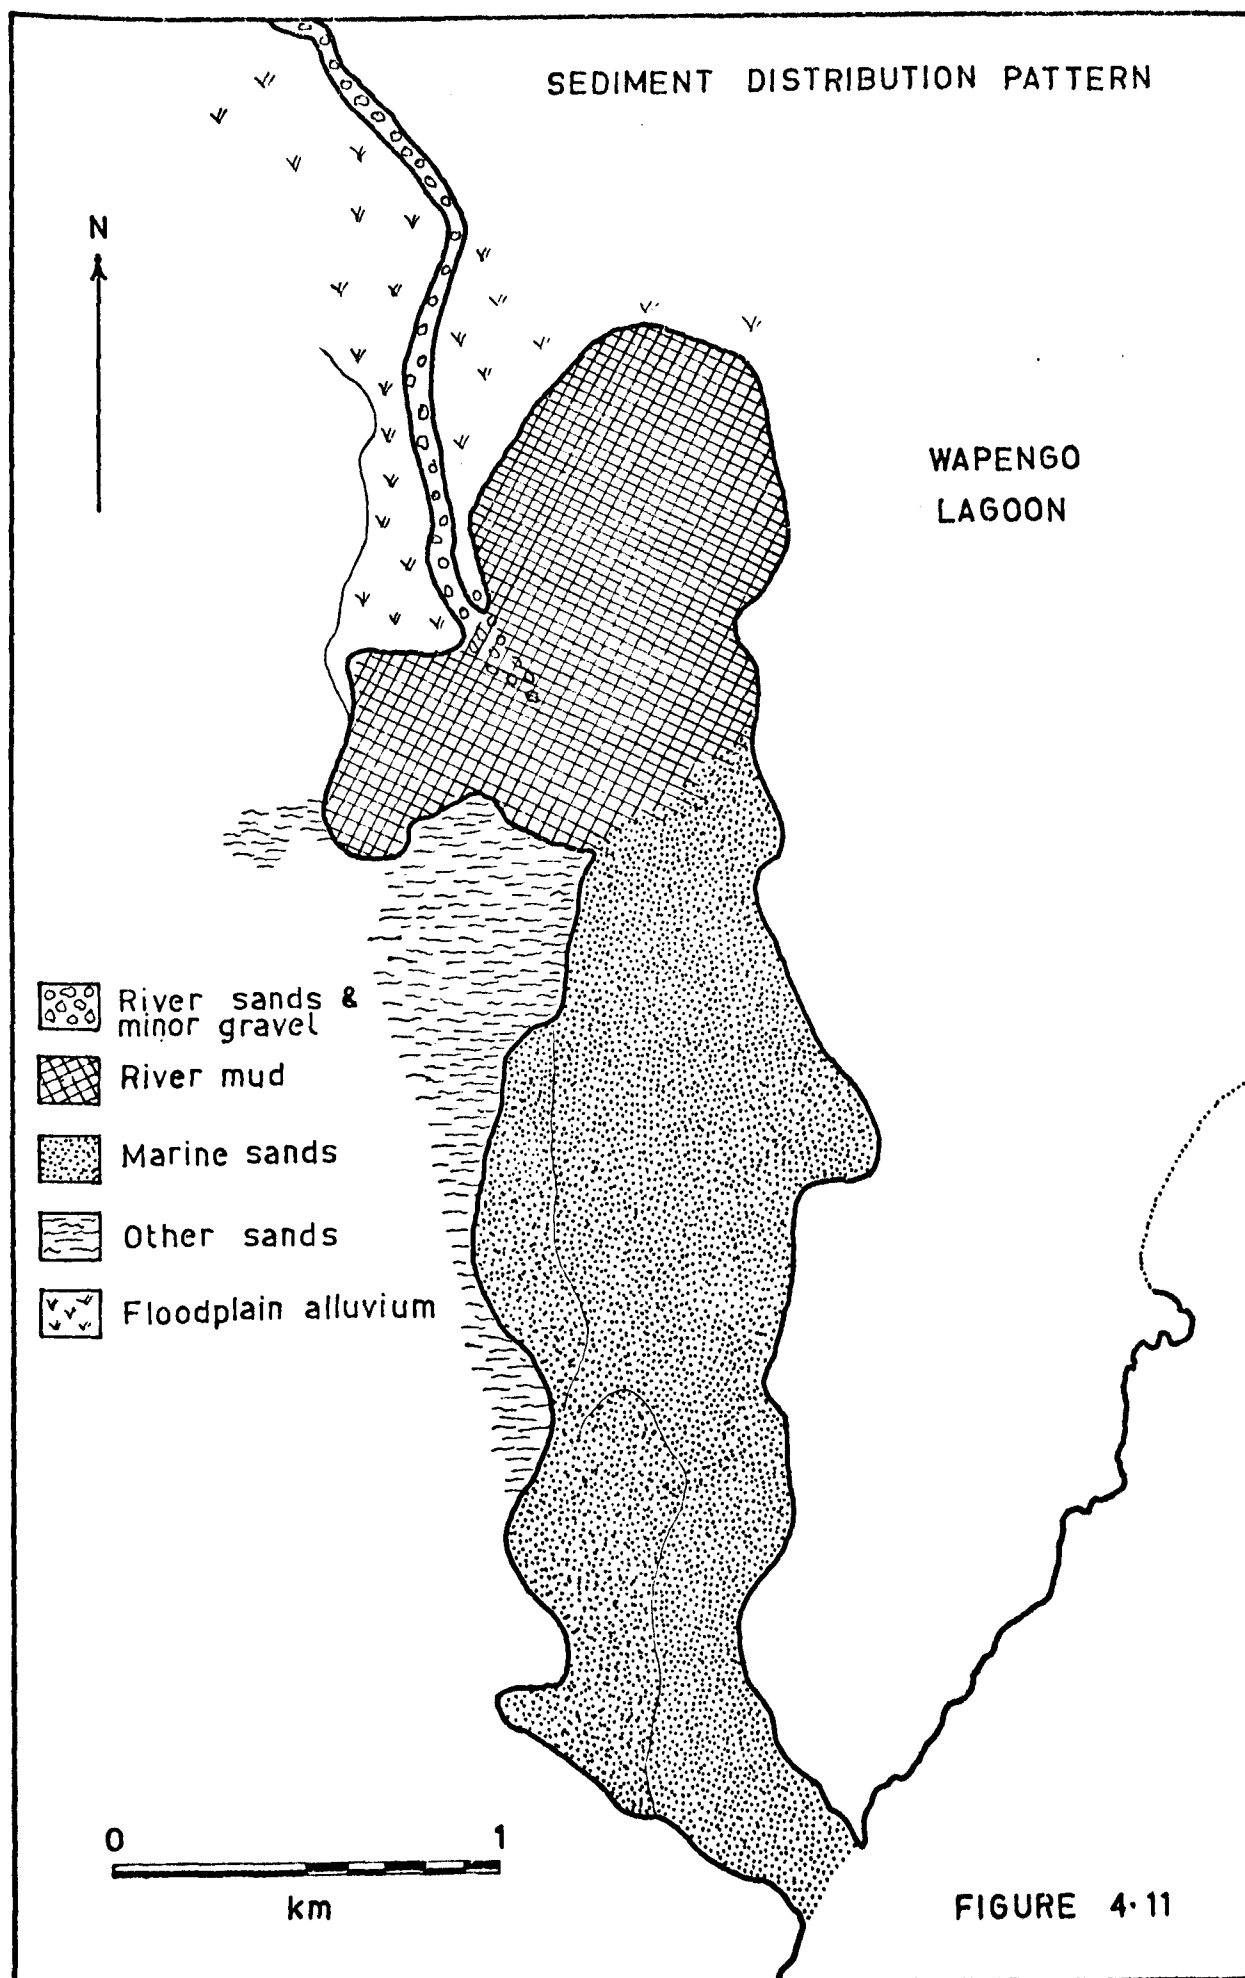 SEDIMENT DISTRIBUTION PATTERN
N
WAPENGO
LAGOON
River sands &
minor gravel
River mud
Marine sands
Other sands
Floodplain alluvium
0 1
km
FIGURE 4·11